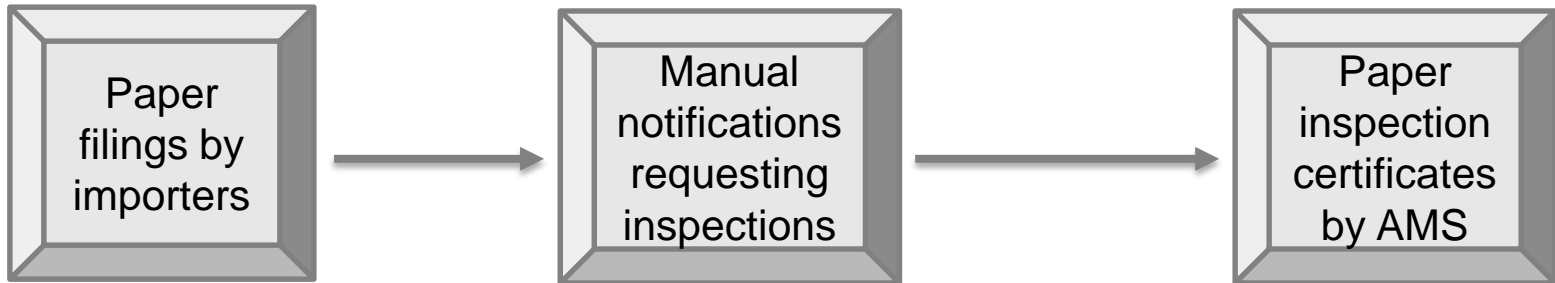 Paper
filings by
importers
Manual
notifications
requesting
inspections
Paper
inspection
certificates
by AMS